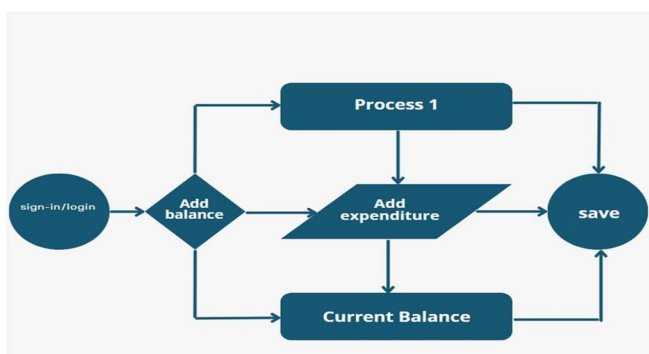 Process 1
sign-in/login
Add
balance
Add
expenditure
save
Current Balance